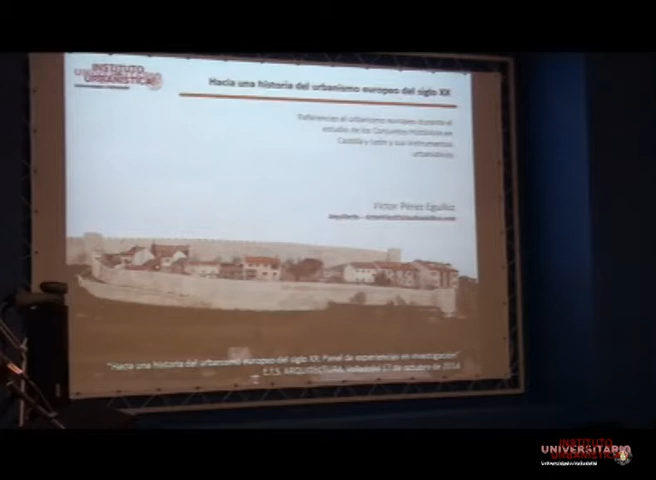 INSTITUTO
URBANÍSTICA
Hacia una historia del urbanismo europeo del siglo XX
Referencias al urbanismo europeo durante el
estudio de los Conjuntos Históricos en
Castilla y León y sus instrumentos
urbanísticos
Víctor Pérez Eguíluz
Arquitecto
"Hacia una historia del urbanismo europeo del siglo XX: Panel de experiencias en investigación"
E.T.S. ARQUITECTURA, Valladolid 17 de octubre de 2014
INSTITUTO
UNIVERSITARIO
URBANÍSTICA
Universidad de Valladolid